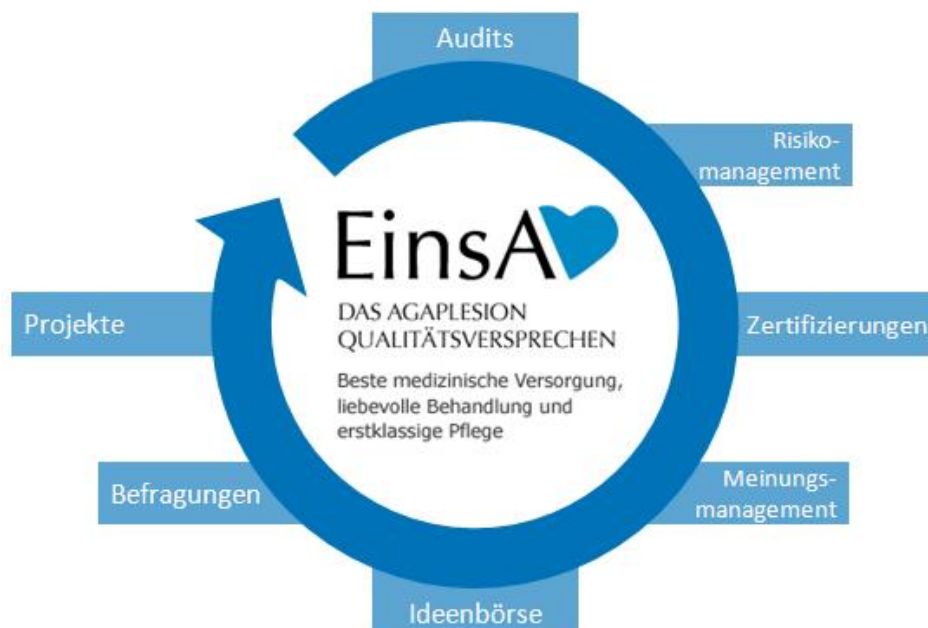 Audits
Risiko-
management
Zertifizierungen
Meinungs-
management
Ideenbörse
Befragungen
Projekte
EinsA
DAS AGAPLESION
QUALITÄTSVERSPRECHEN
Beste medizinische Versorgung,
liebevolle Behandlung und
erstklassige Pflege